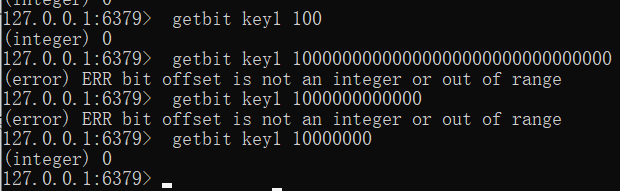 (integer) 0
127.0.0.1:6379>  getbit key1 100
(integer) 0
127.0.0.1:6379>  getbit key1 10000000000000000000000000000000
(error) ERR bit offset is not an integer or out of range
127.0.0.1:6379>  getbit key1 1000000000000
(error) ERR bit offset is not an integer or out of range
127.0.0.1:6379>  getbit key1 10000000
(integer) 0
127.0.0.1:6379>